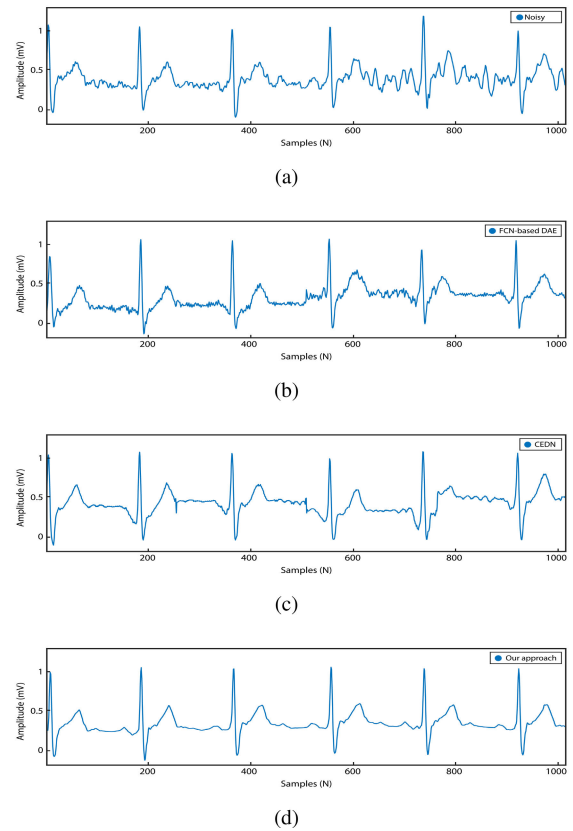 Noisy
Amplitude (mV)
1
0.5
0
200 400 600 800 1000
Samples (N)
(a)
FCN-based DAE
Amplitude (mV)
1
0.5
0
200 400 600 800 1000
Samples (N)
(b)
CEDN
Amplitude (mV)
1
0.5
0
200 400 600 800 1000
Samples (N)
(c)
Our approach
Amplitude (mV)
1
0.5
0
200 400 600 800 1000
Samples (N)
(d)